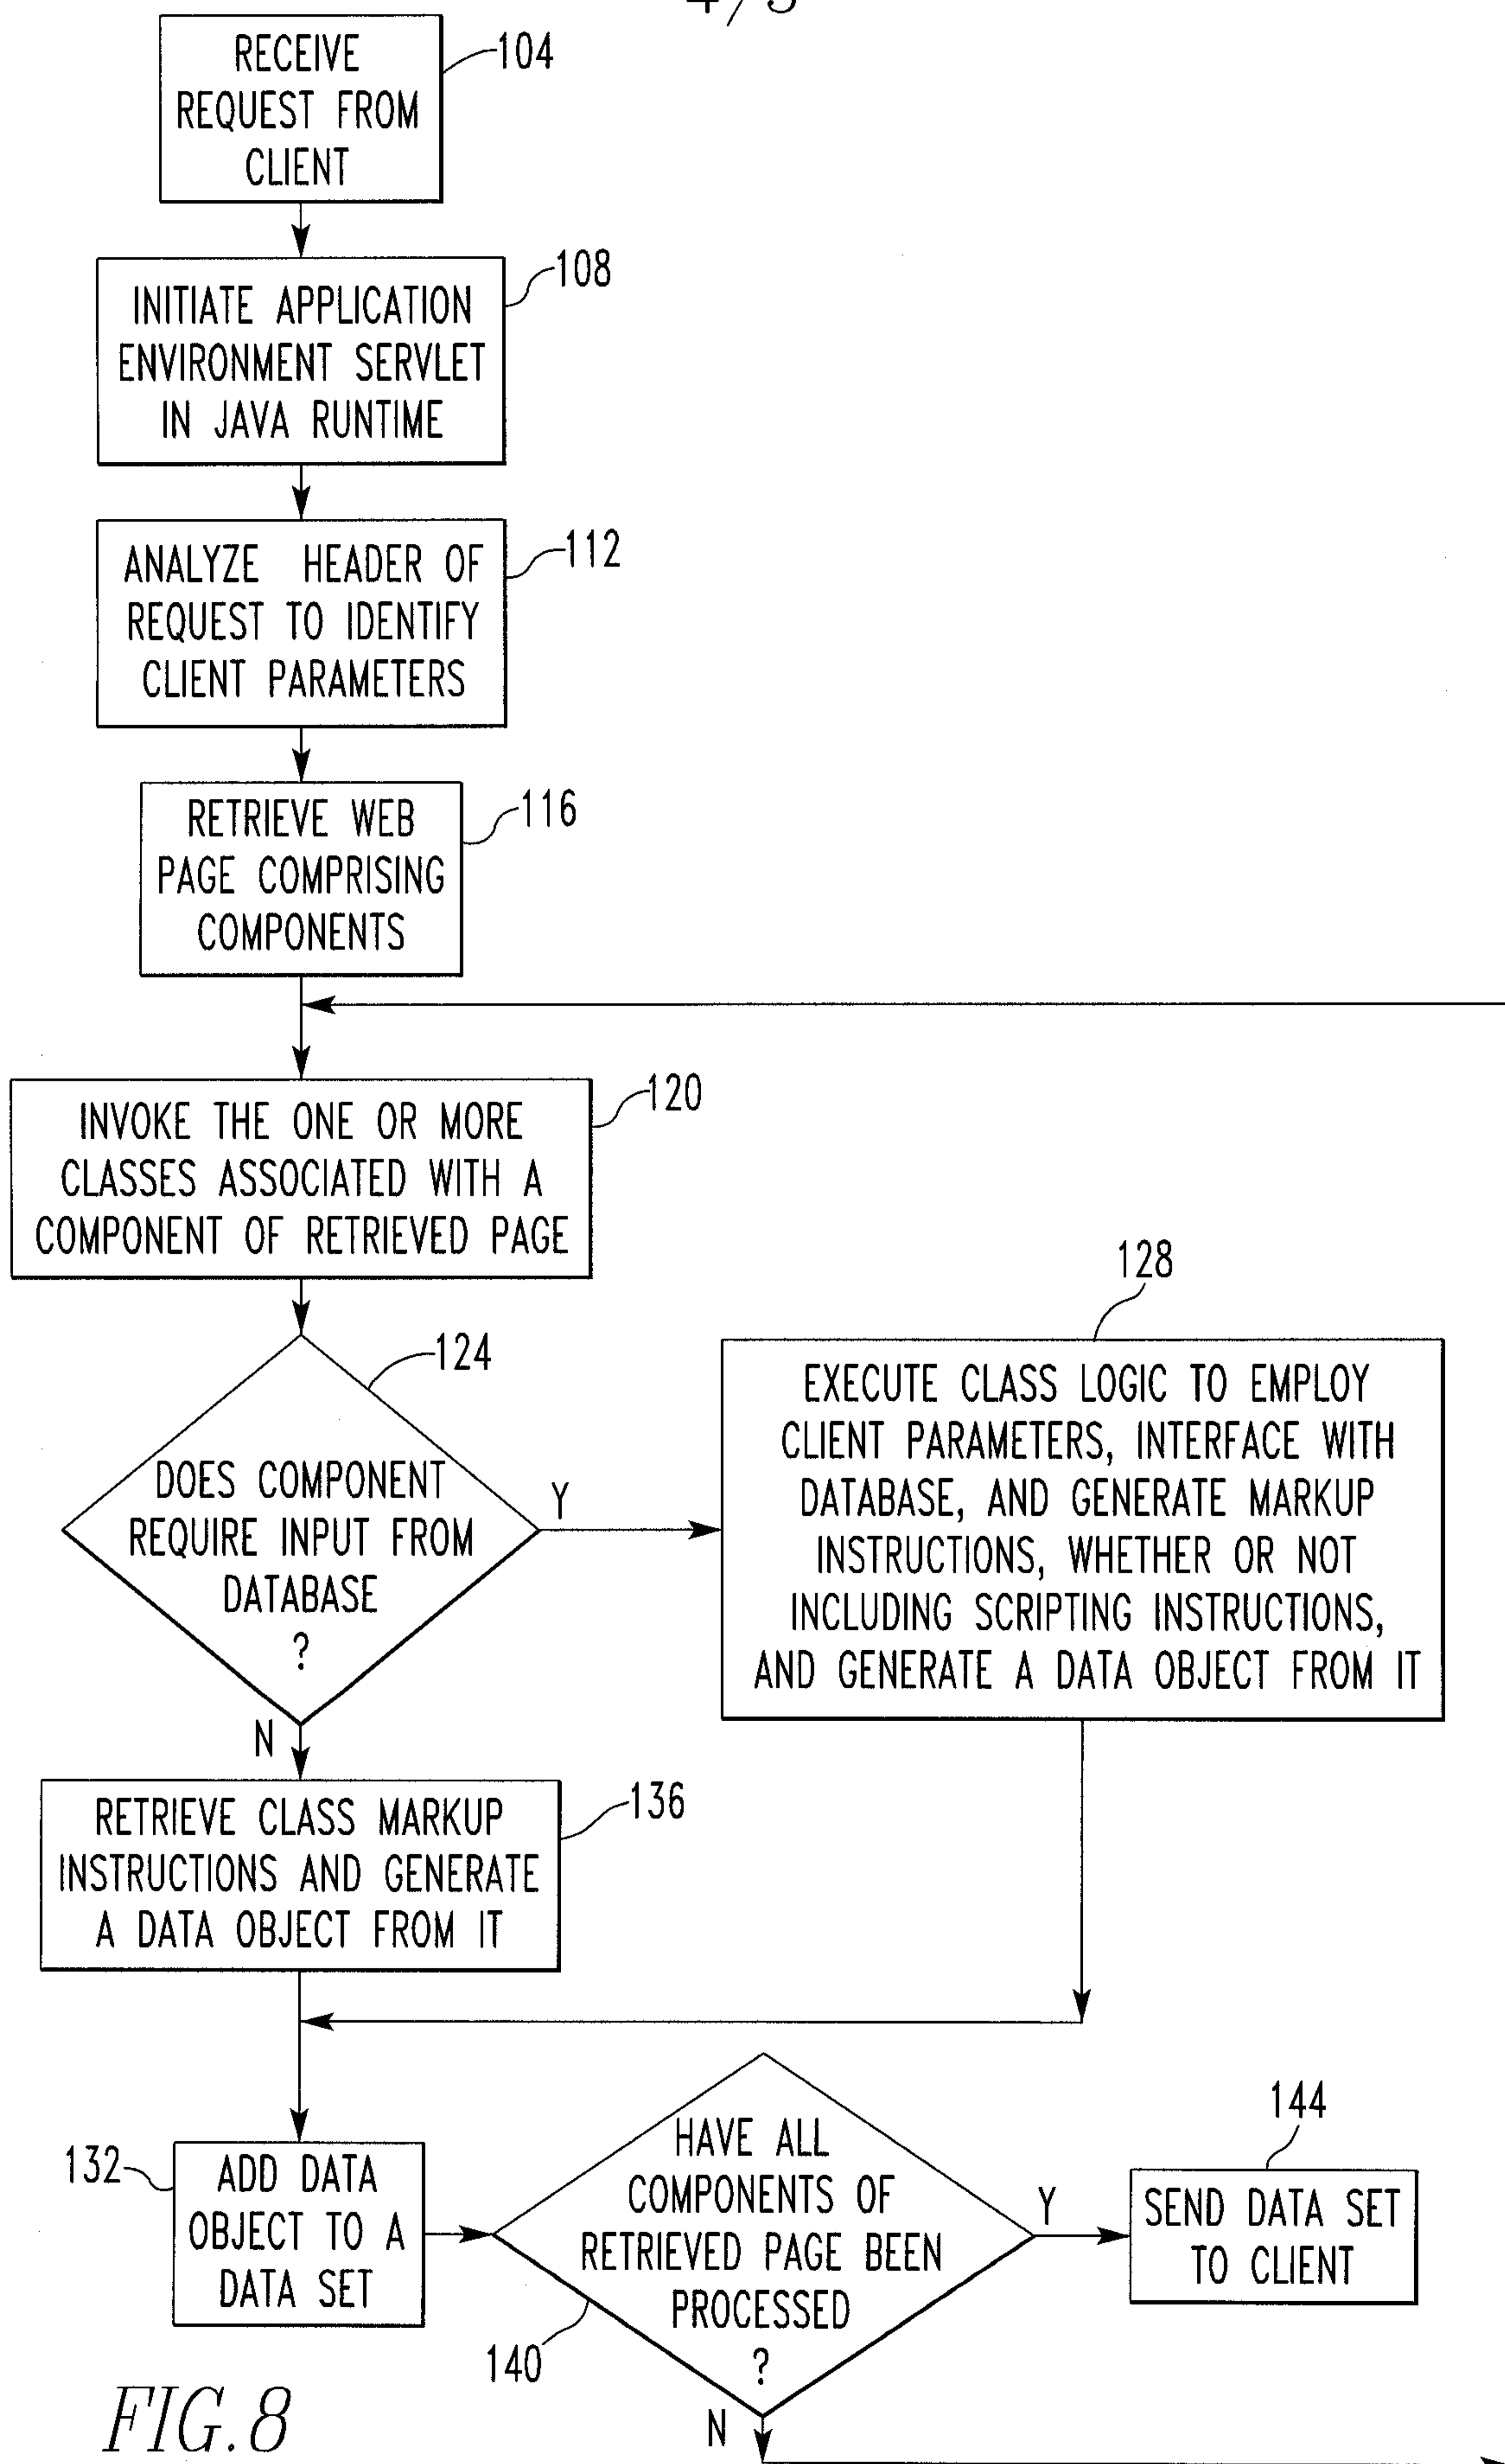 4/5
RECEIVE
REQUEST FROM
CLIENT
104
INITIATE APPLICATION
ENVIRONMENT SERVLET
IN JAVA RUNTIME
108
ANALYZE HEADER OF
REQUEST TO IDENTIFY
CLIENT PARAMETERS
112
RETRIEVE WEB
PAGE COMPRISING
COMPONENTS
116
INVOKE THE ONE OR MORE
CLASSES ASSOCIATED WITH A
COMPONENT OF RETRIEVED PAGE
120
124
DOES COMPONENT
REQUIRE INPUT FROM
DATABASE
?
Y
N
128
EXECUTE CLASS LOGIC TO EMPLOY
CLIENT PARAMETERS, INTERFACE WITH
DATABASE, AND GENERATE MARKUP
INSTRUCTIONS, WHETHER OR NOT
INCLUDING SCRIPTING INSTRUCTIONS,
AND GENERATE A DATA OBJECT FROM IT
RETRIEVE CLASS MARKUP
INSTRUCTIONS AND GENERATE
A DATA OBJECT FROM IT
136
132
ADD DATA
OBJECT TO A
DATA SET
HAVE ALL
COMPONENTS OF
RETRIEVED PAGE BEEN
PROCESSED
?
140
Y
N
144
SEND DATA SET
TO CLIENT
FIG. 8